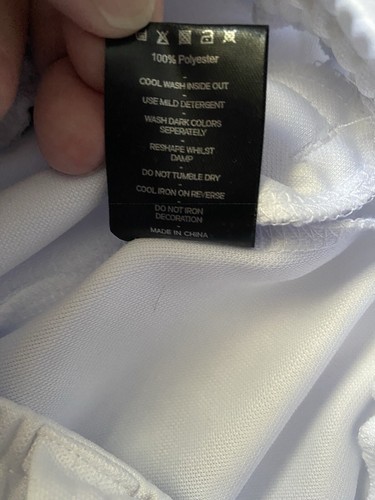 100% Polyester
-
COOL WASH INSIDE OUT
-
USE MILD DETERGENT
-
WASH DARK COLORS
SEPERATELY
-
RESHAPE WHILST
DAMP
-
DO NOT TUMBLE DRY
-
COOL IRON ON REVERSE
-
DO NOT IRON
DECORATION
-
MADE IN CHINA